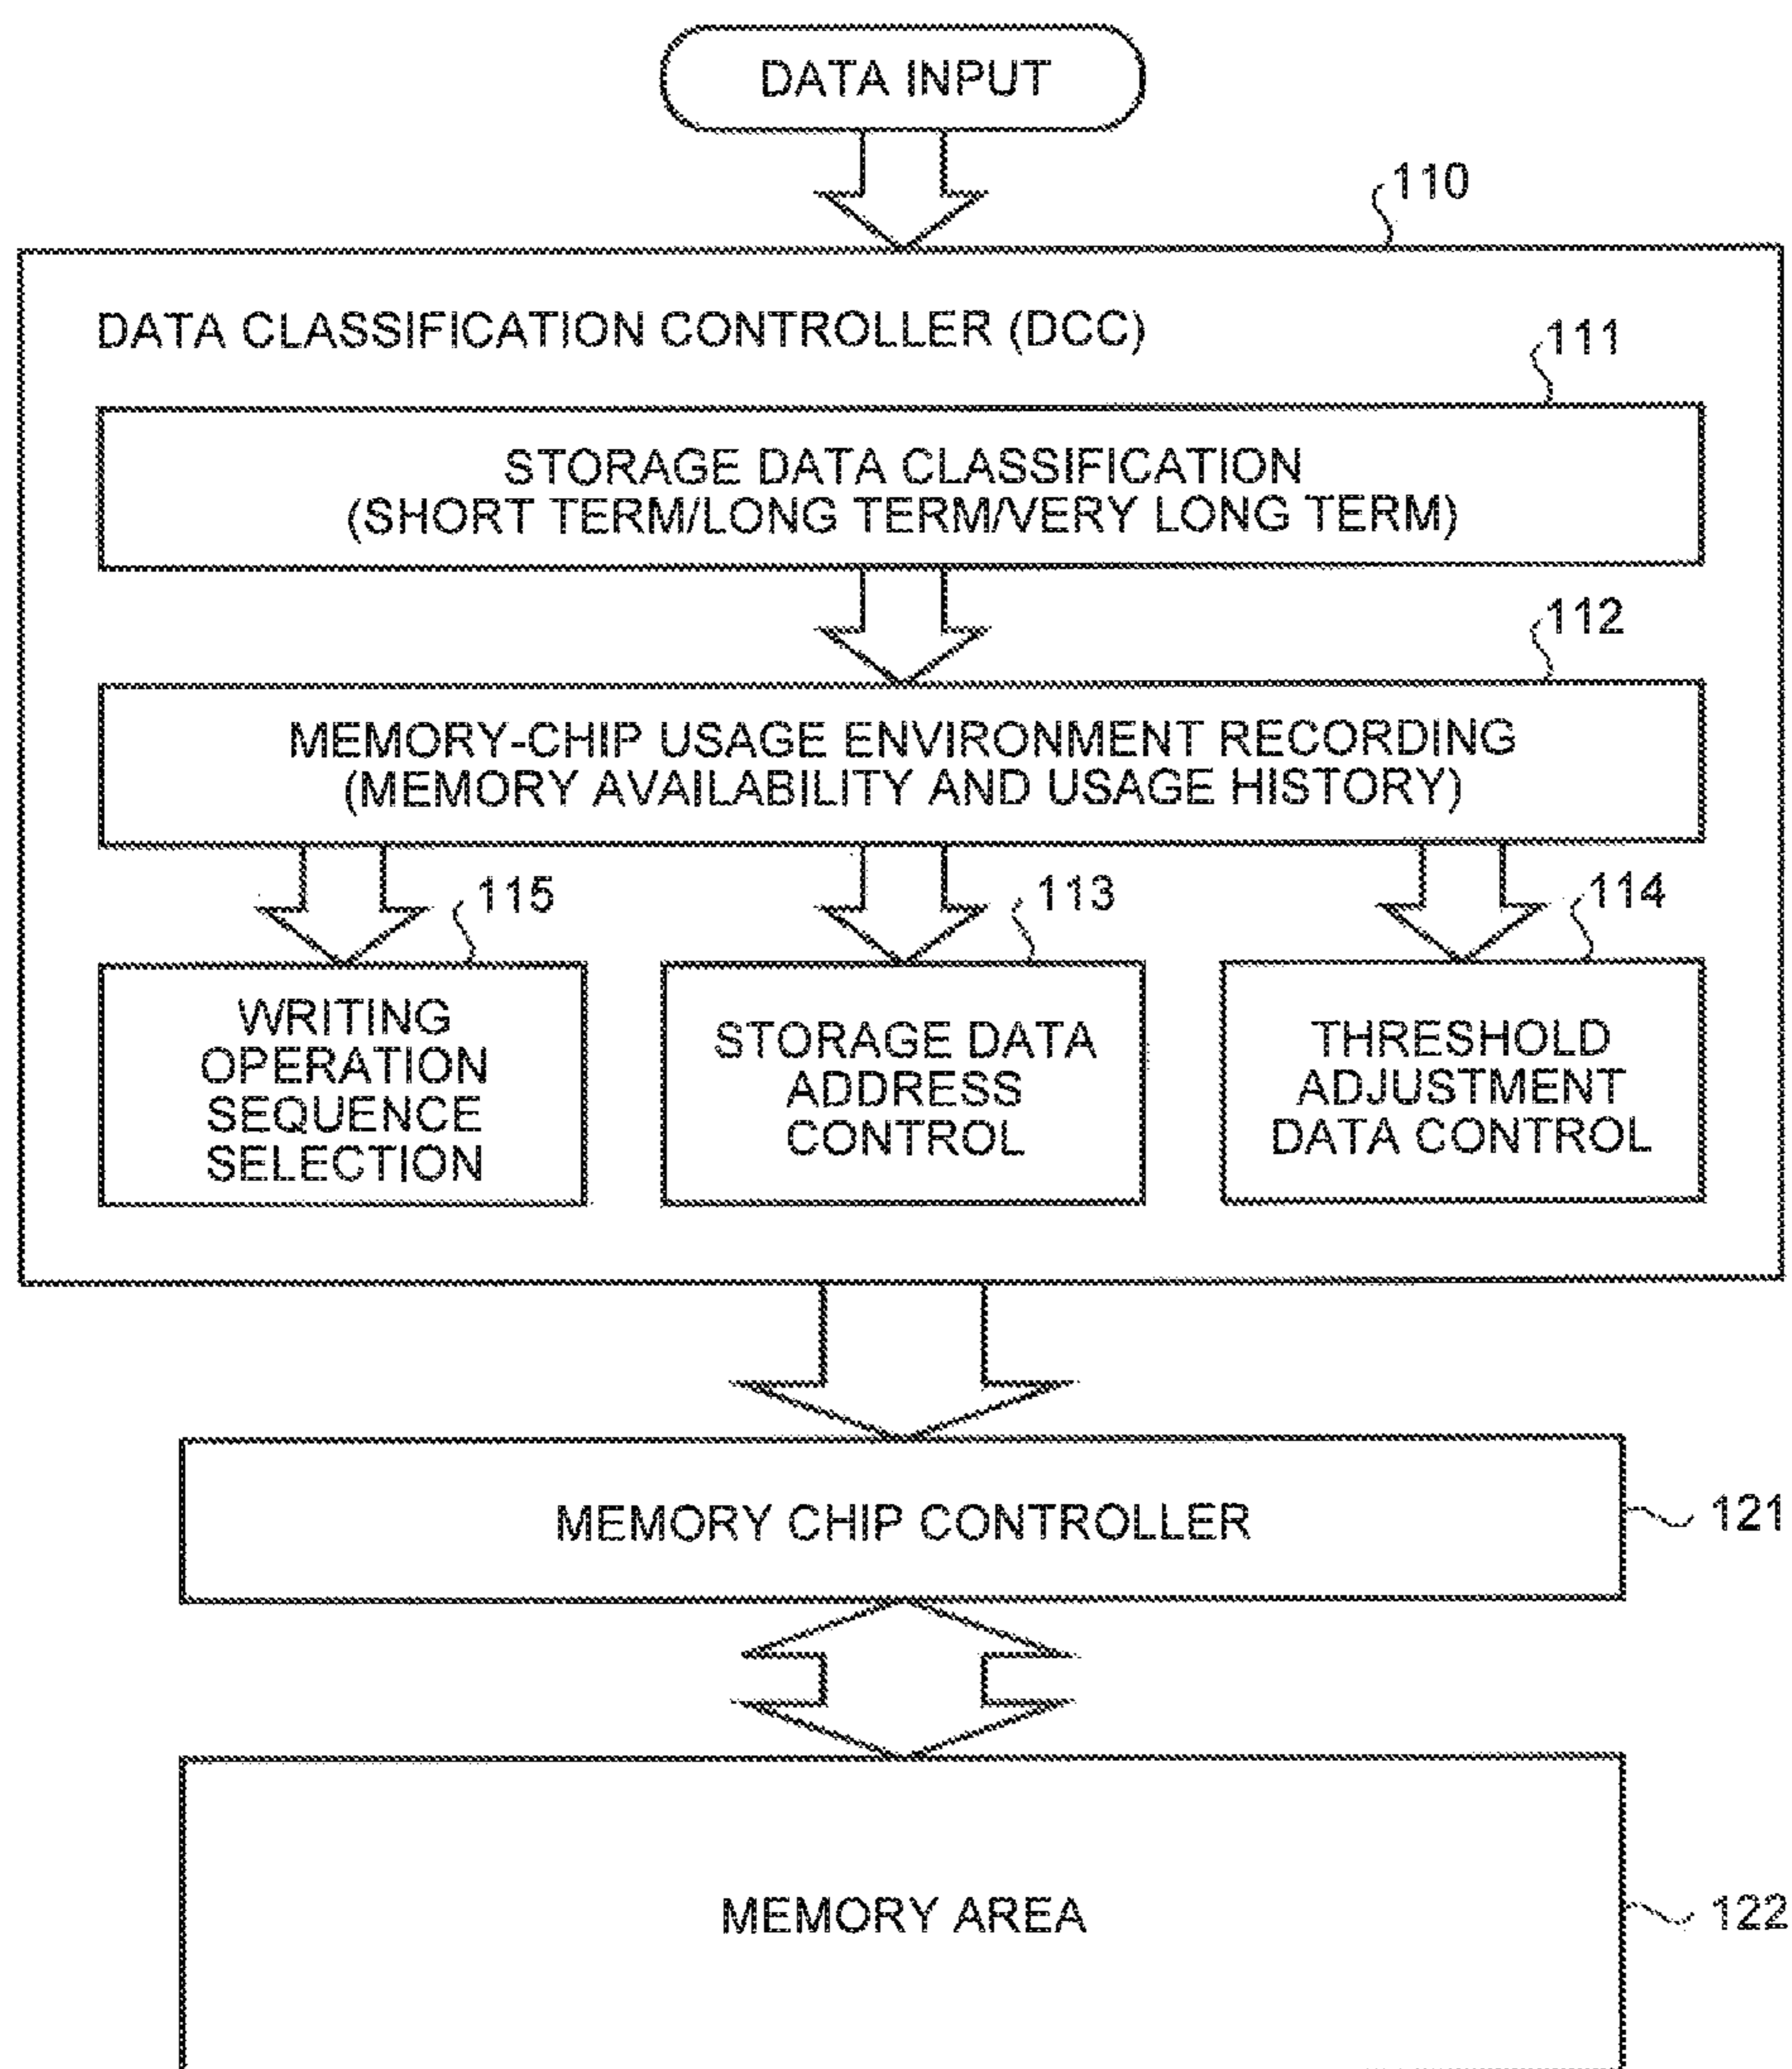 DATA INPUT
110
DATA CLASSIFICATION CONTROLLER (DCC)
111
STORAGE DATA CLASSIFICATION
(SHORT TERM/LONG TERM/VERY LONG TERM)
112
MEMORY-CHIP USAGE ENVIRONMENT RECORDING
(MEMORY AVAILABILITY AND USAGE HISTORY)
115
WRITING
OPERATION
SEQUENCE
SELECTION
113
STORAGE DATA
ADDRESS
CONTROL
114
THRESHOLD
ADJUSTMENT
DATA CONTROL
MEMORY CHIP CONTROLLER
121
MEMORY AREA
122